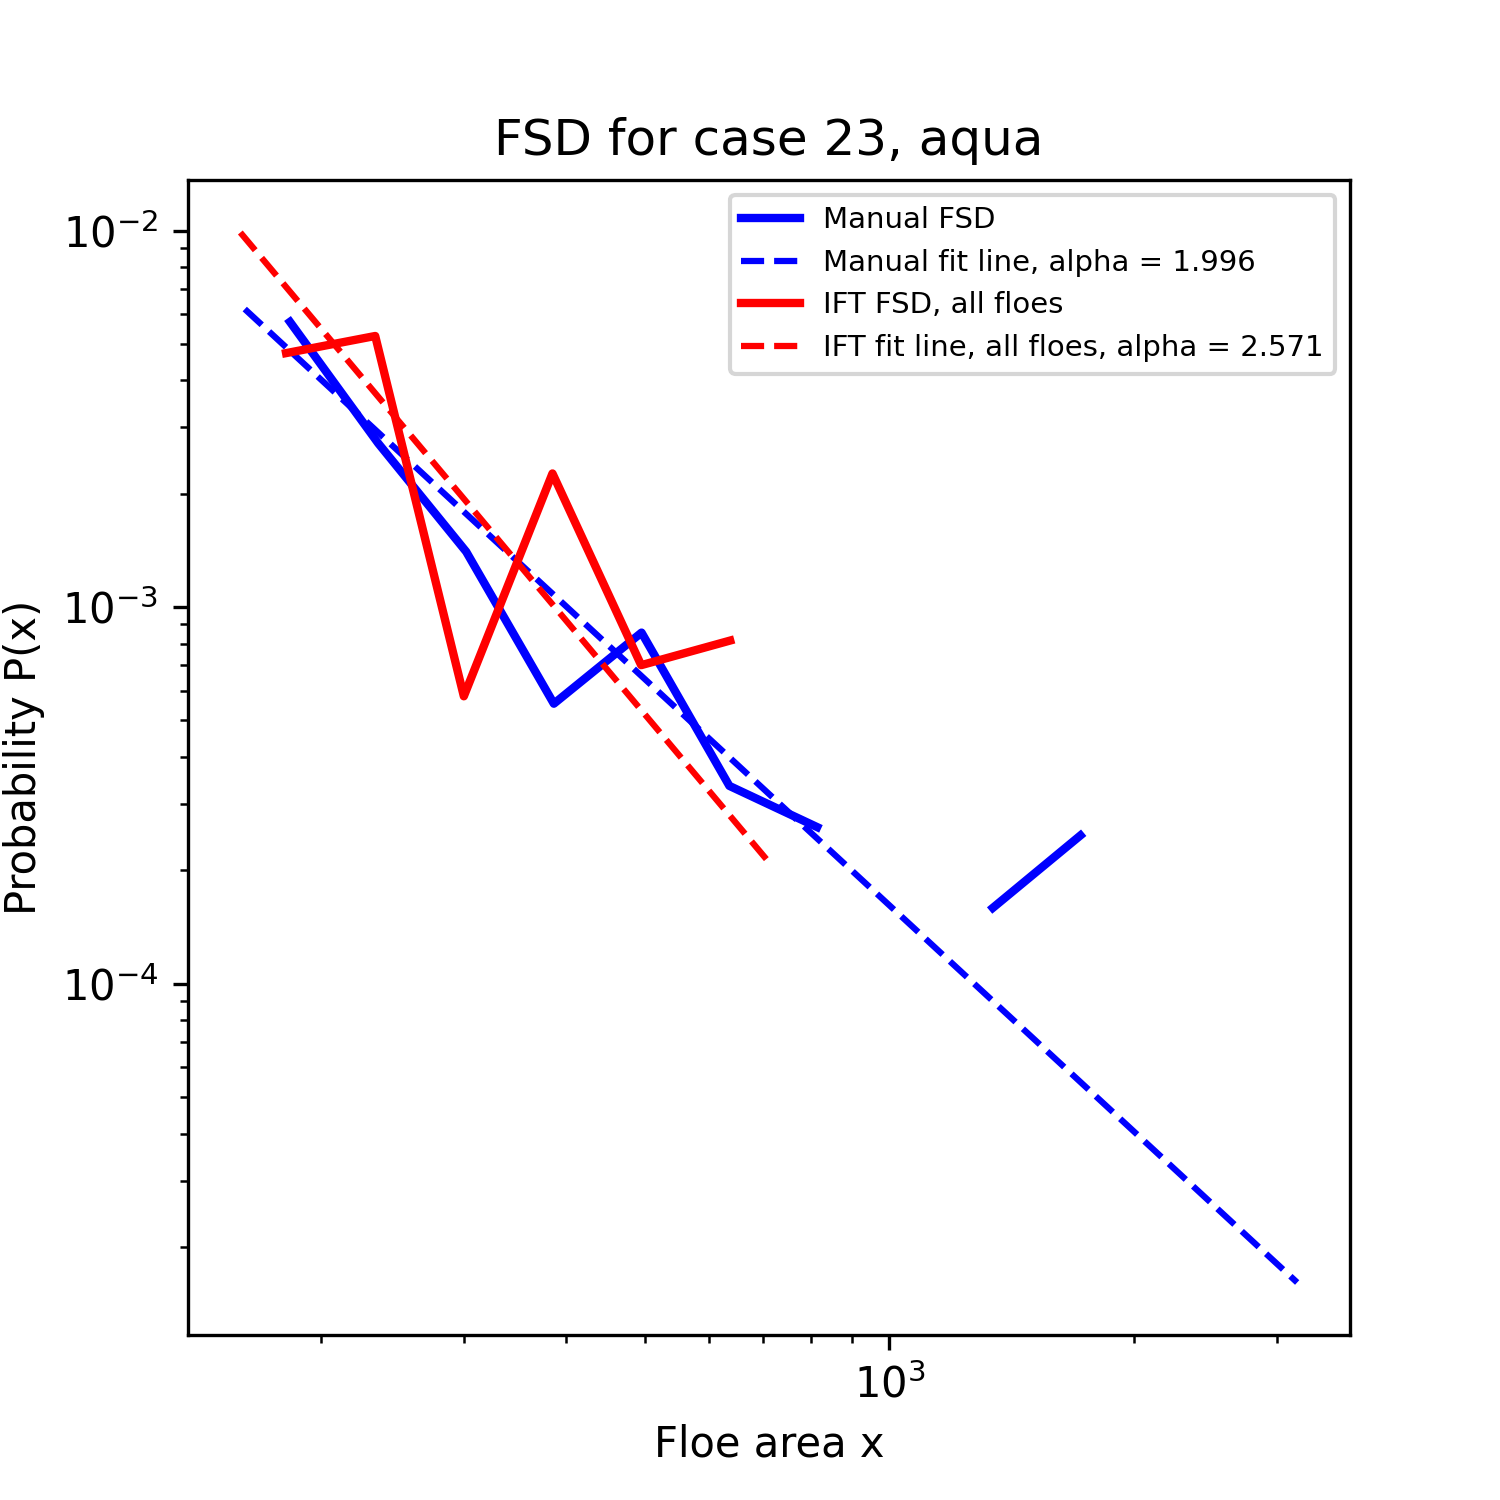 FSD for case 23, aqua
Manual FSD
Manual fit line, alpha = 1.996
IFT FSD, all floes
IFT fit line, all floes, alpha = 2.571
10⁻²
10⁻³
10⁻⁴
Probability P(x)
10³
Floe area x